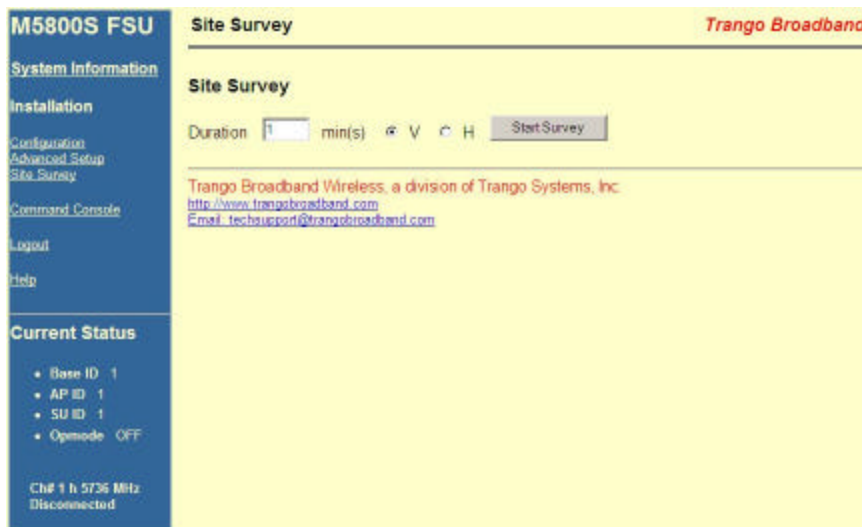 M5800S FSU
System Information
Installation
Configuration
Advanced Setup
Site Survey
Command Console
Logout
Help
Current Status
Base ID 1
AP ID 1
SU ID 1
Opmode OFF
Ch# 1 h 5736 MHz
Disconnected
Site Survey
Trango Broadband
Site Survey
Duration 1 min(s) V H Start Survey
Trango Broadband Wireless, a division of Trango Systems, Inc.
http://www.trangobroadband.com
Email: techsupport@trangobroadband.com